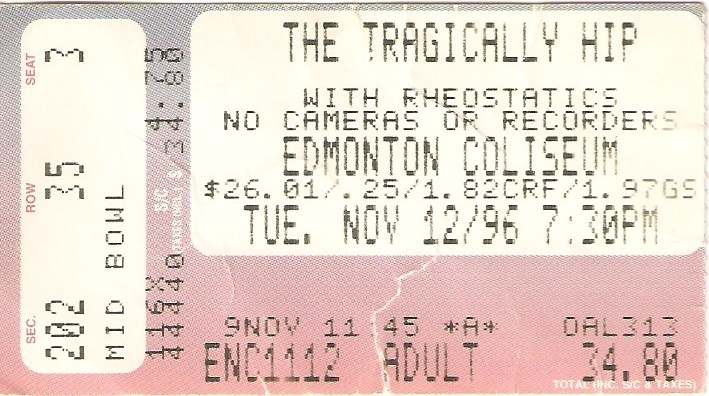 THE TRAGICALLY HIP
WITH RHEOSTATICS
NO CAMERAS OR RECORDERS
EDMONTON COLISEUM
$26.01/.25/1.82CRF/1.97GS
TUE. NOV 12/96 7:30PM
9NOV 11:45 *A* OAL313
ENC1112 ADULT 34.80
TOTAL (INC. S/C & TAXES)
SEC. 202 ROW 35 SEAT 3
MID BOWL
S/C 4.75
$ 34.80